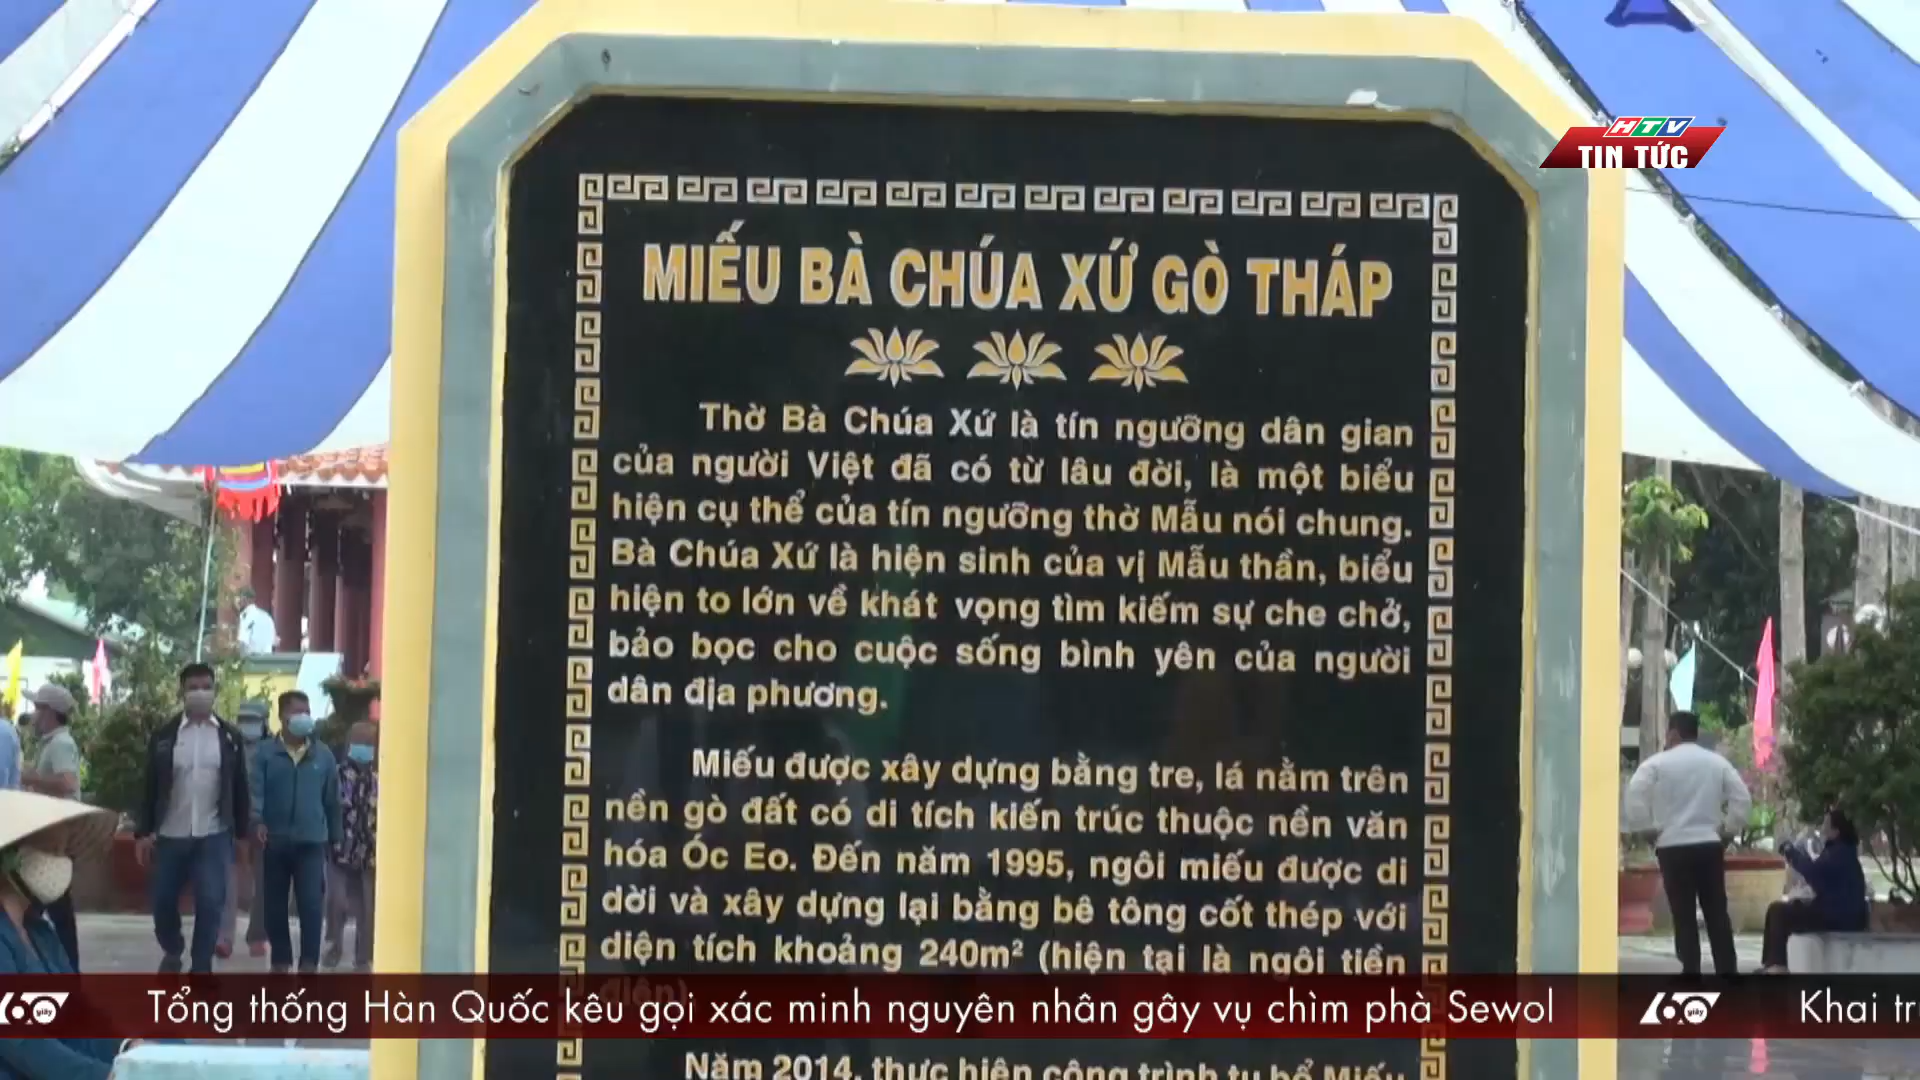 HTV
TIN TỨC
MIẾU BÀ CHÚA XỨ GÒ THÁP
Thờ Bà Chúa Xứ là tín ngưỡng dân gian
của người Việt đã có từ lâu đời, là một biểu
hiện cụ thể của tín ngưỡng thờ Mẫu nói chung.
Bà Chúa Xứ là hiện sinh của vị Mẫu thần, biểu
hiện to lớn về khát vọng tìm kiếm sự che chở,
bảo bọc cho cuộc sống bình yên của người
dân địa phương.
Miếu được xây dựng bằng tre, lá nằm trên
nền gò đất có di tích kiến trúc thuộc nền văn
hóa Óc Eo. Đến năm 1995, ngôi miếu được di
dời và xây dựng lại bằng bê tông cốt thép với
diện tích khoảng 240m² (hiện tại là ngôi tiền
điện).
60 giây Tổng thống Hàn Quốc kêu gọi xác minh nguyên nhân gây vụ chìm phà Sewol 60 giây Khai tr
Năm 2014, thực hiện công trình tu bổ Miếu